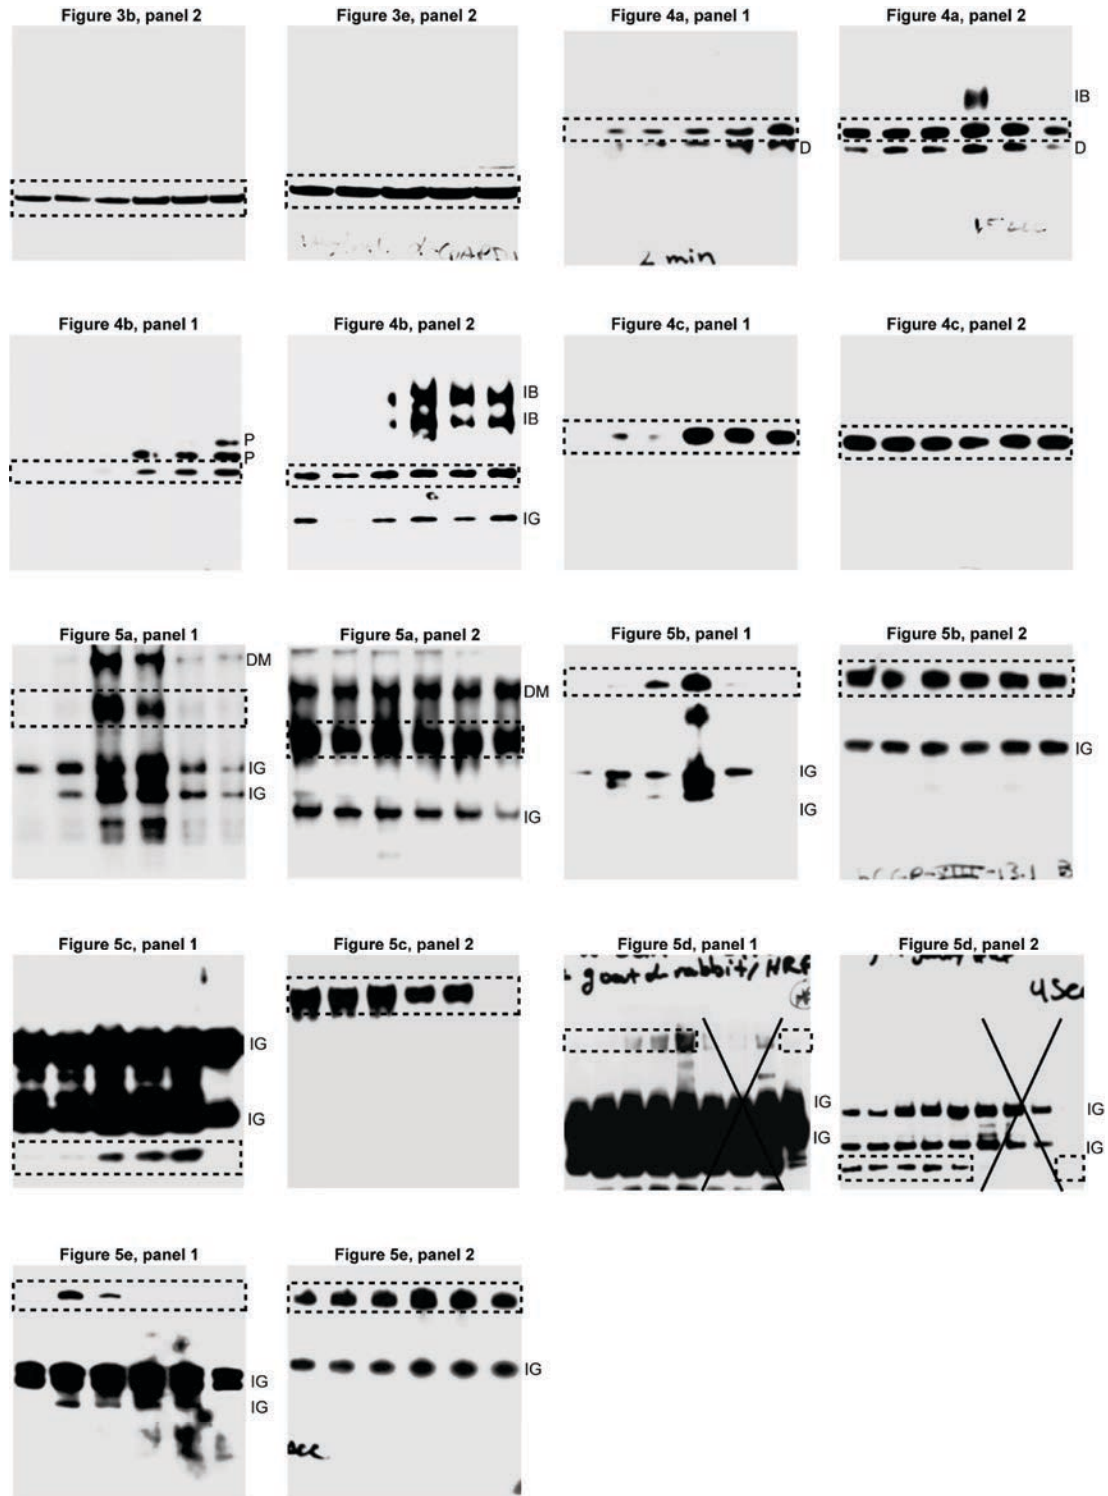 Figure 3b, panel 2
Figure 3e, panel 2
Figure 4a, panel 1
Figure 4a, panel 2
IB
D
D
2 min
Figure 4b, panel 1
Figure 4b, panel 2
Figure 4c, panel 1
Figure 4c, panel 2
IB
IB
P
P
IG
Figure 5a, panel 1
Figure 5a, panel 2
Figure 5b, panel 1
Figure 5b, panel 2
DM
DM
IG
IG
IG
IG
IG
IG
Figure 5c, panel 1
Figure 5c, panel 2
Figure 5d, panel 1
Figure 5d, panel 2
goat α rabbit/HRP
4 Sec
IG
IG
IG
IG
IG
IG
Figure 5e, panel 1
Figure 5e, panel 2
IG
IG
IG